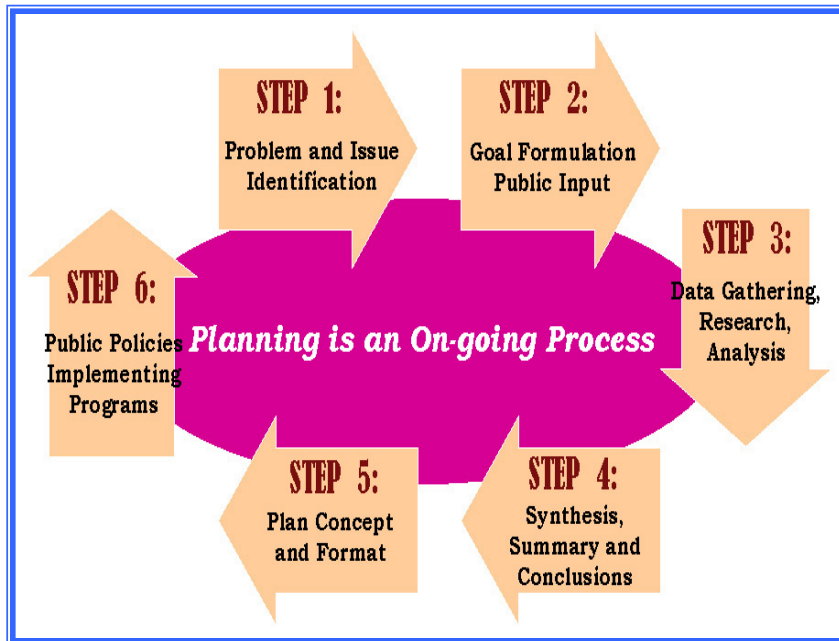 STEP 1:
Problem and Issue
Identification
STEP 2:
Goal Formulation
Public Input
STEP 3:
Data Gathering,
Research,
Analysis
STEP 4:
Synthesis,
Summary and
Conclusions
STEP 5:
Plan Concept
and Format
STEP 6:
Public Policies
Implementing
Programs
Planning is an On-going Process